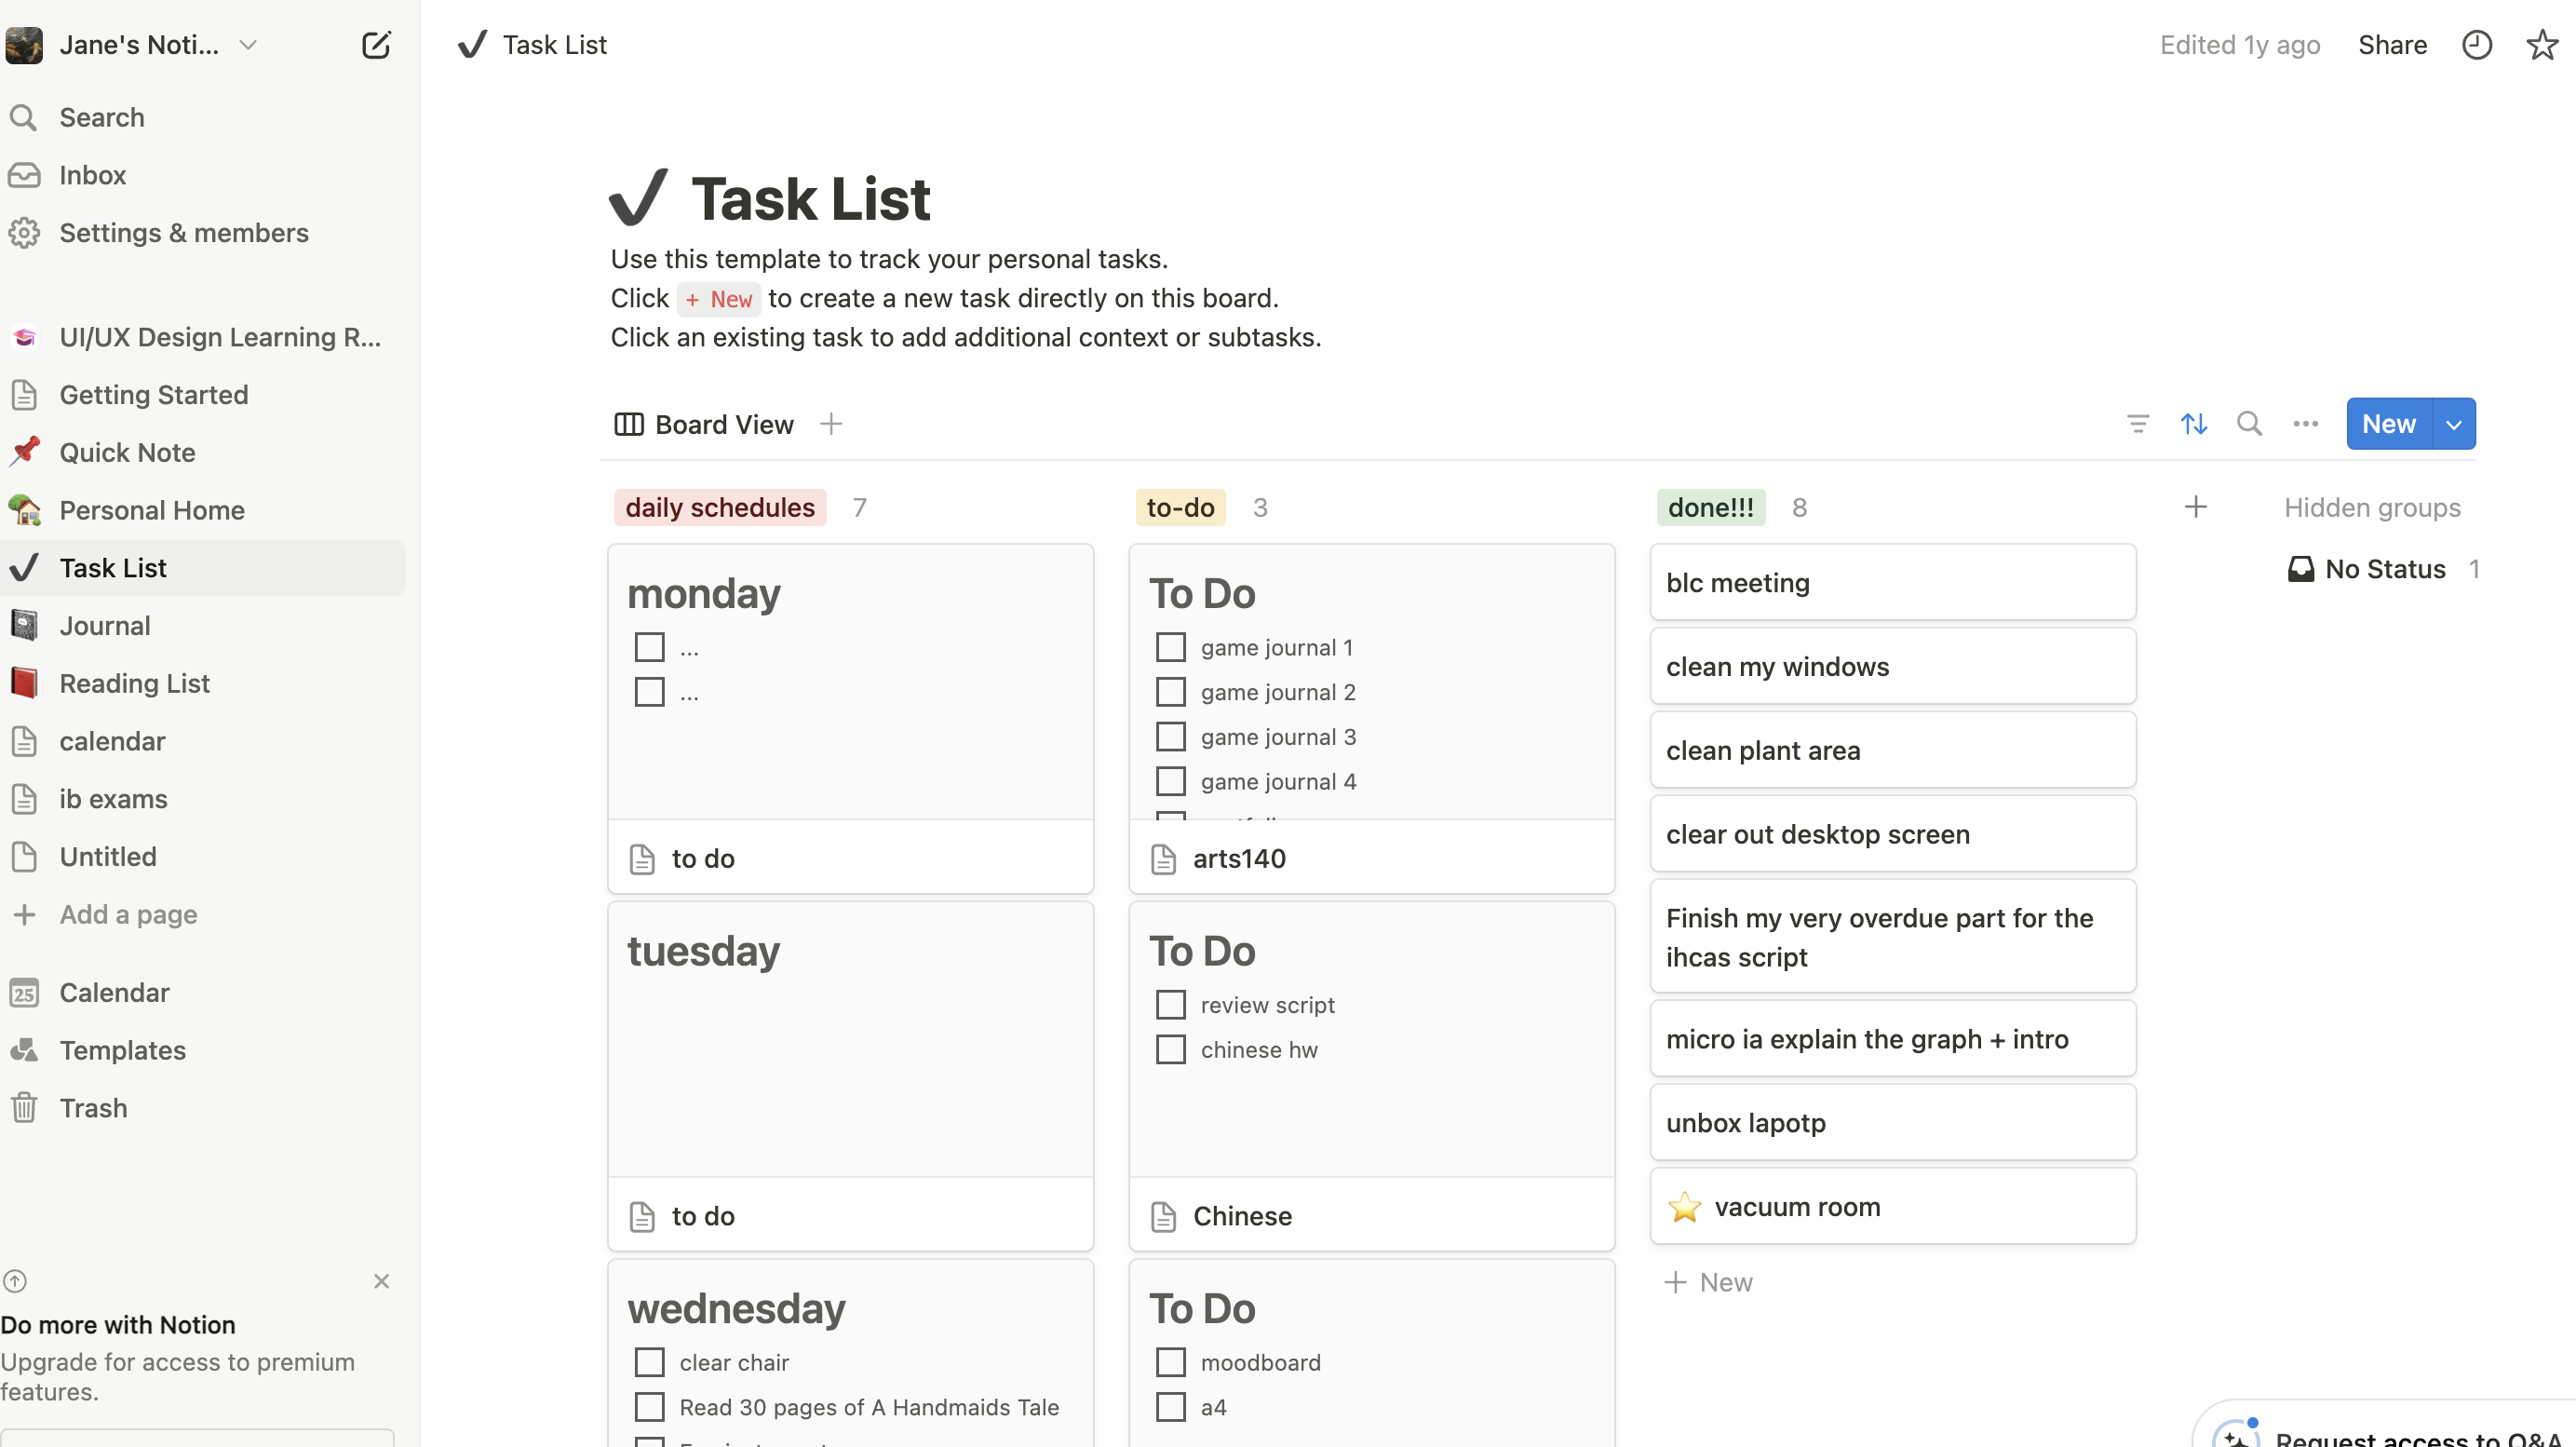 Jane's Noti...
Search
Inbox
Settings & members
UI/UX Design Learning R...
Getting Started
Quick Note
Personal Home
Task List
Journal
Reading List
calendar
ib exams
Untitled
Add a page
25
Calendar
Templates
Trash
Do more with Notion
Upgrade for access to premium
features.
Task List
Edited 1y ago
Share
Task List
Use this template to track your personal tasks.
Click + New to create a new task directly on this board.
Click an existing task to add additional context or subtasks.
Board View
New
daily schedules 7
monday
...
...
to do
tuesday
to do
wednesday
clear chair
Read 30 pages of A Handmaids Tale
to-do 3
To Do
game journal 1
game journal 2
game journal 3
game journal 4
arts140
To Do
review script
chinese hw
Chinese
To Do
moodboard
a4
done!!! 8
blc meeting
clean my windows
clean plant area
clear out desktop screen
Finish my very overdue part for the
ihcas script
micro ia explain the graph + intro
unbox lapotp
vacuum room
+ New
Hidden groups
No Status 1
Request access to Q&A